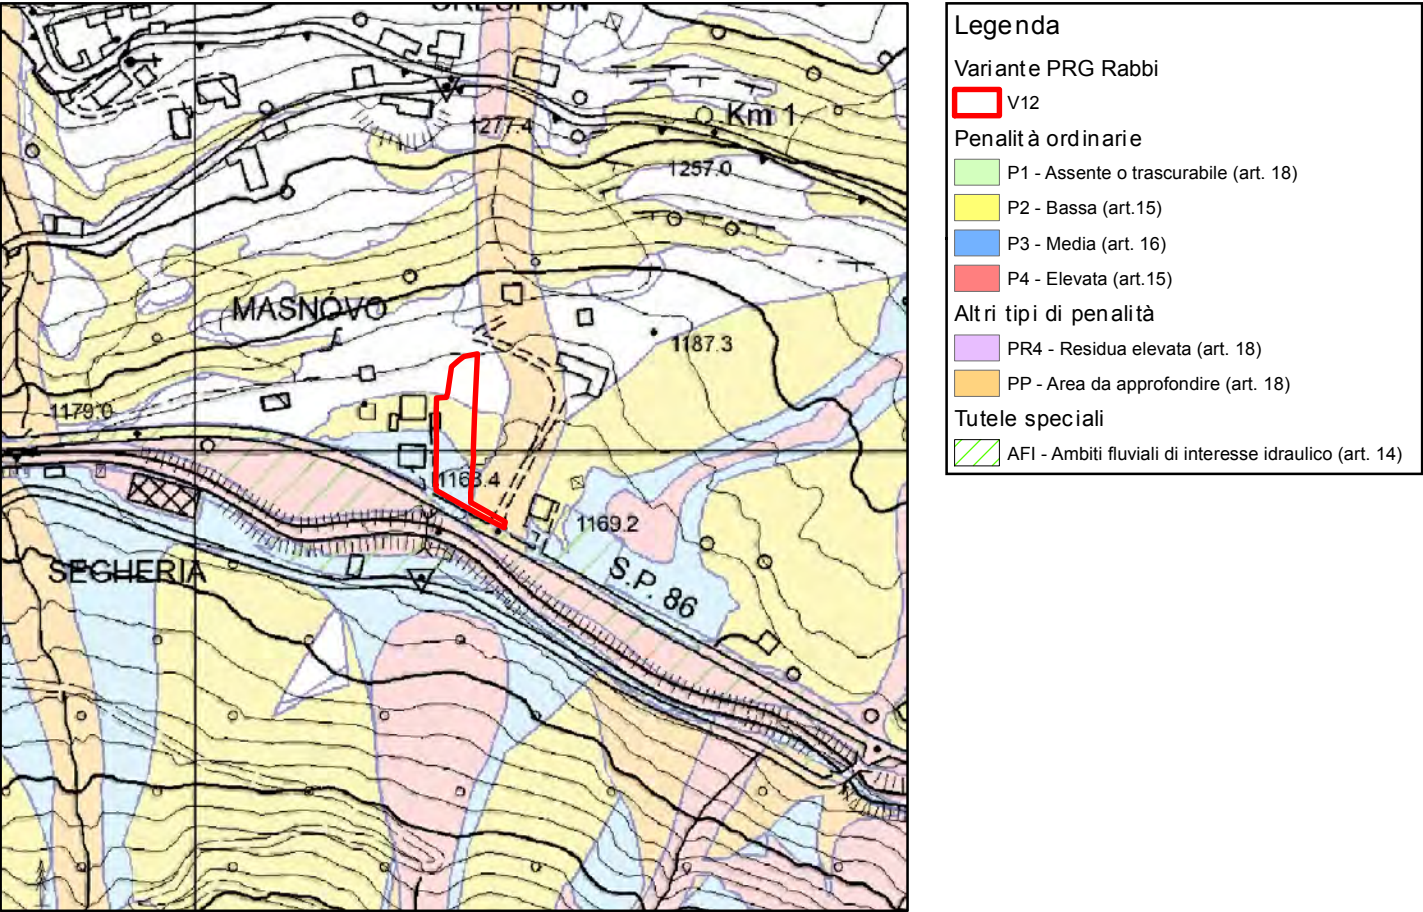 CRESPION
1277.4
Km 1
1257.0
MASNÓVO
1187.3
1179.0
1163.4
1169.2
S.P. 86
SEGHERIA
Legenda
Variante PRG Rabbi
V12
Penalità ordinarie
P1 - Assente o trascurabile (art. 18)
P2 - Bassa (art.15)
P3 - Media (art. 16)
P4 - Elevata (art.15)
Altri tipi di penalità
PR4 - Residua elevata (art. 18)
PP - Area da approfondire (art. 18)
Tutele speciali
AFI - Ambiti fluviali di interesse idraulico (art. 14)